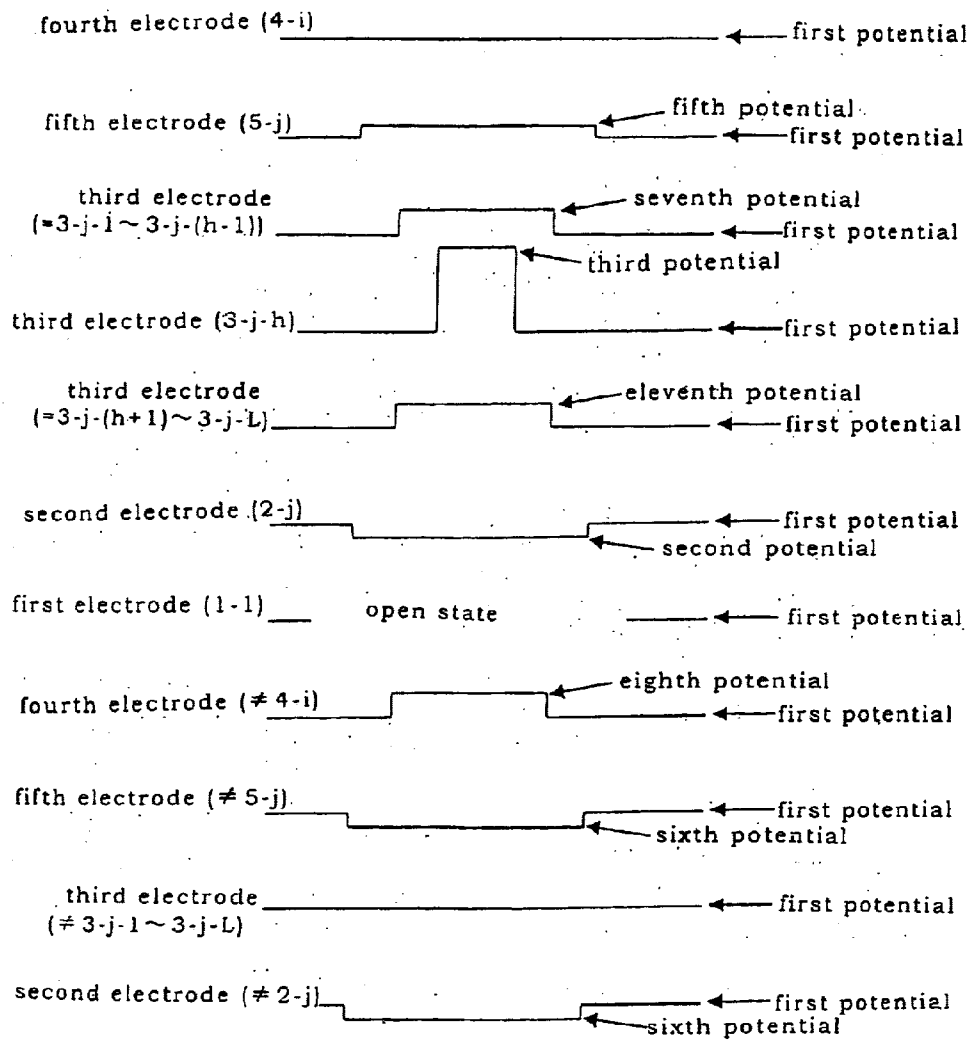 fourth electrode (4-i)
first potential
fifth electrode (5-j)
fifth potential
first potential
third electrode
(=3-j-1~3-j-(h-1))
seventh potential
first potential
third potential
third electrode (3-j-h)
first potential
third electrode
(=3-j-(h+1)~3-j-L)
eleventh potential
first potential
second electrode (2-j)
first potential
second potential
first electrode (1-1)
open state
first potential
fourth electrode (≠4-i)
eighth potential
first potential
fifth electrode (≠5-j)
first potential
sixth potential
third electrode
(≠3-j-1~3-j-L)
first potential
second electrode (≠2-j)
first potential
sixth potential